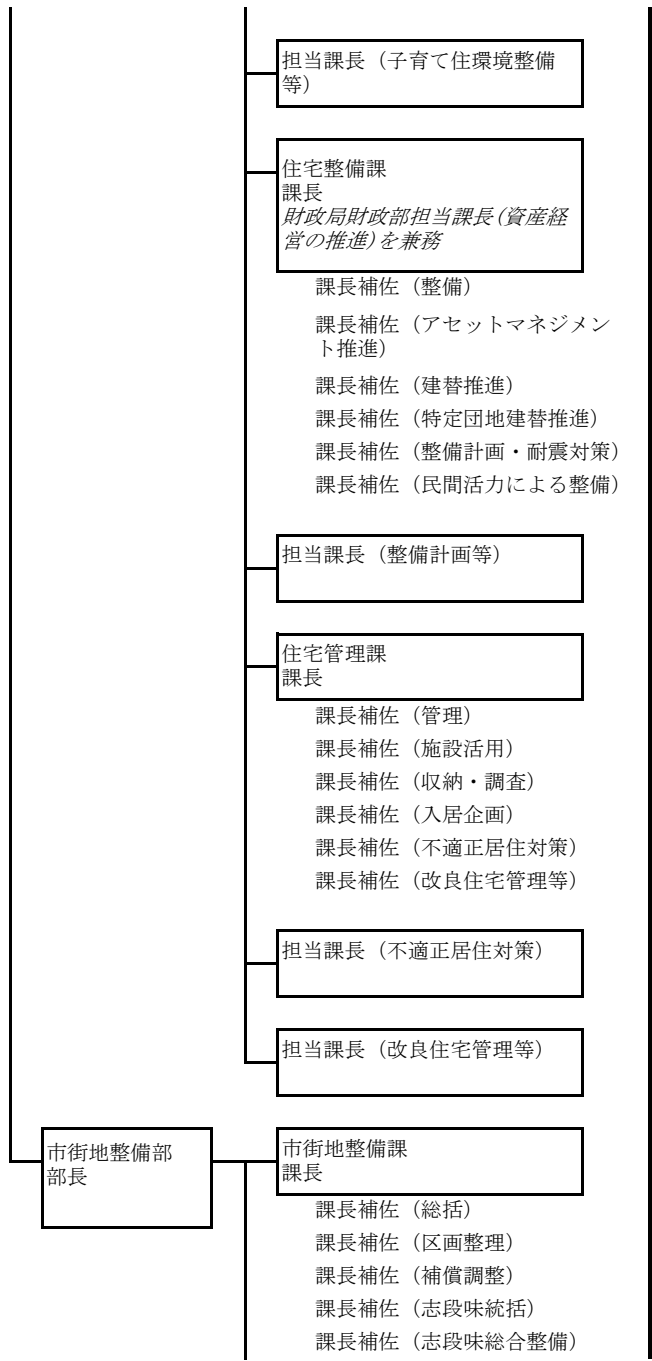 担当課長（子育て住環境整備
等）
住宅整備課
課長
財政局財政部担当課長（資産経
営の推進）を兼務
課長補佐（整備）
課長補佐（アセットマネジメン
ト推進）
課長補佐（建替推進）
課長補佐（特定団地建替推進）
課長補佐（整備計画・耐震対策）
課長補佐（民間活力による整備）
担当課長（整備計画等）
住宅管理課
課長
課長補佐（管理）
課長補佐（施設活用）
課長補佐（収納・調査）
課長補佐（入居企画）
課長補佐（不適正居住対策）
課長補佐（改良住宅管理等）
担当課長（不適正居住対策）
担当課長（改良住宅管理等）
市街地整備部
部長
市街地整備課
課長
課長補佐（総括）
課長補佐（区画整理）
課長補佐（補償調整）
課長補佐（志段味統括）
課長補佐（志段味総合整備）